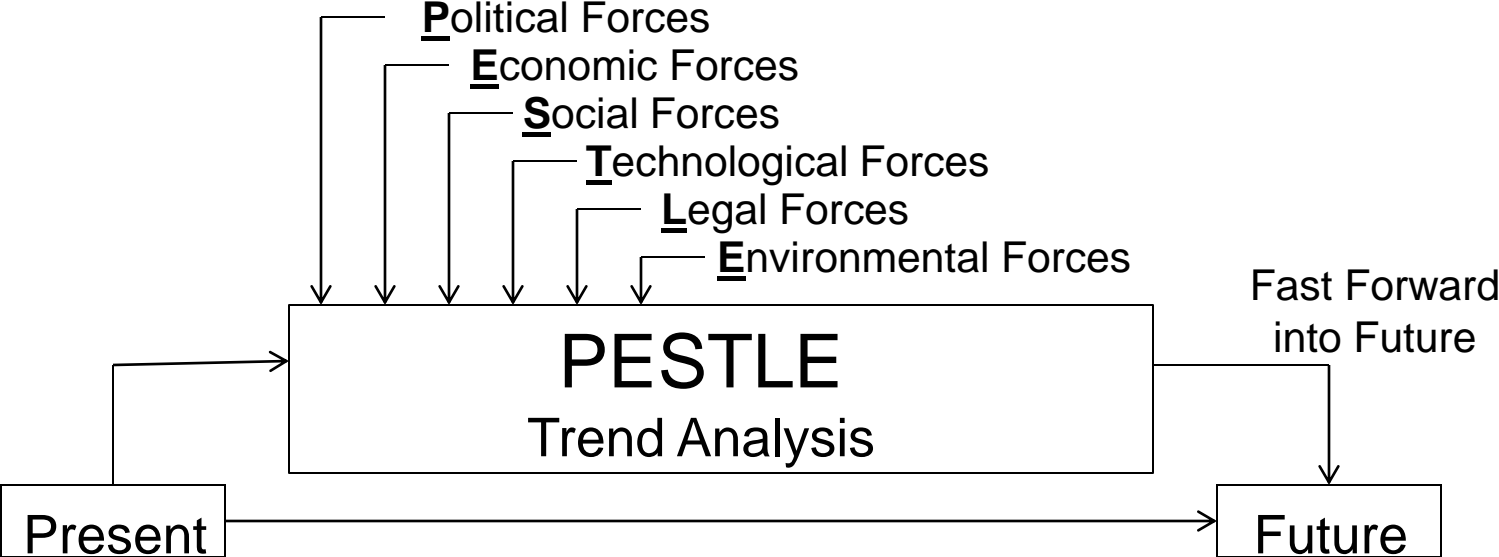 Political Forces
Economic Forces
Social Forces
Technological Forces
Legal Forces
Environmental Forces
Fast Forward
into Future
PESTLE
Trend Analysis
Present
Future